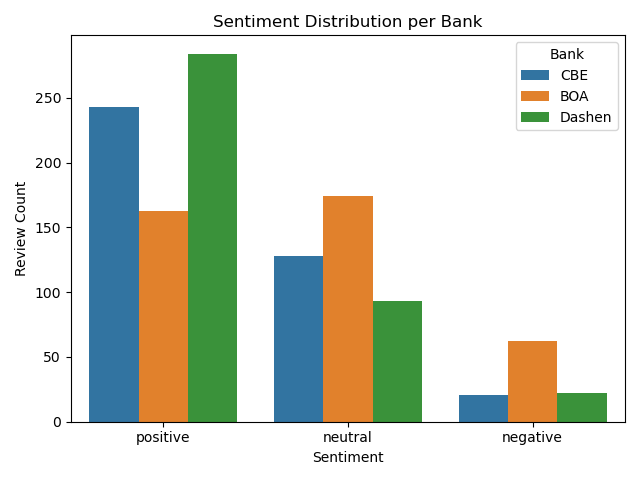 Sentiment Distribution per Bank
Bank
CBE
BOA
Dashen
Review Count
250
200
150
100
50
0
positive
neutral
negative
Sentiment